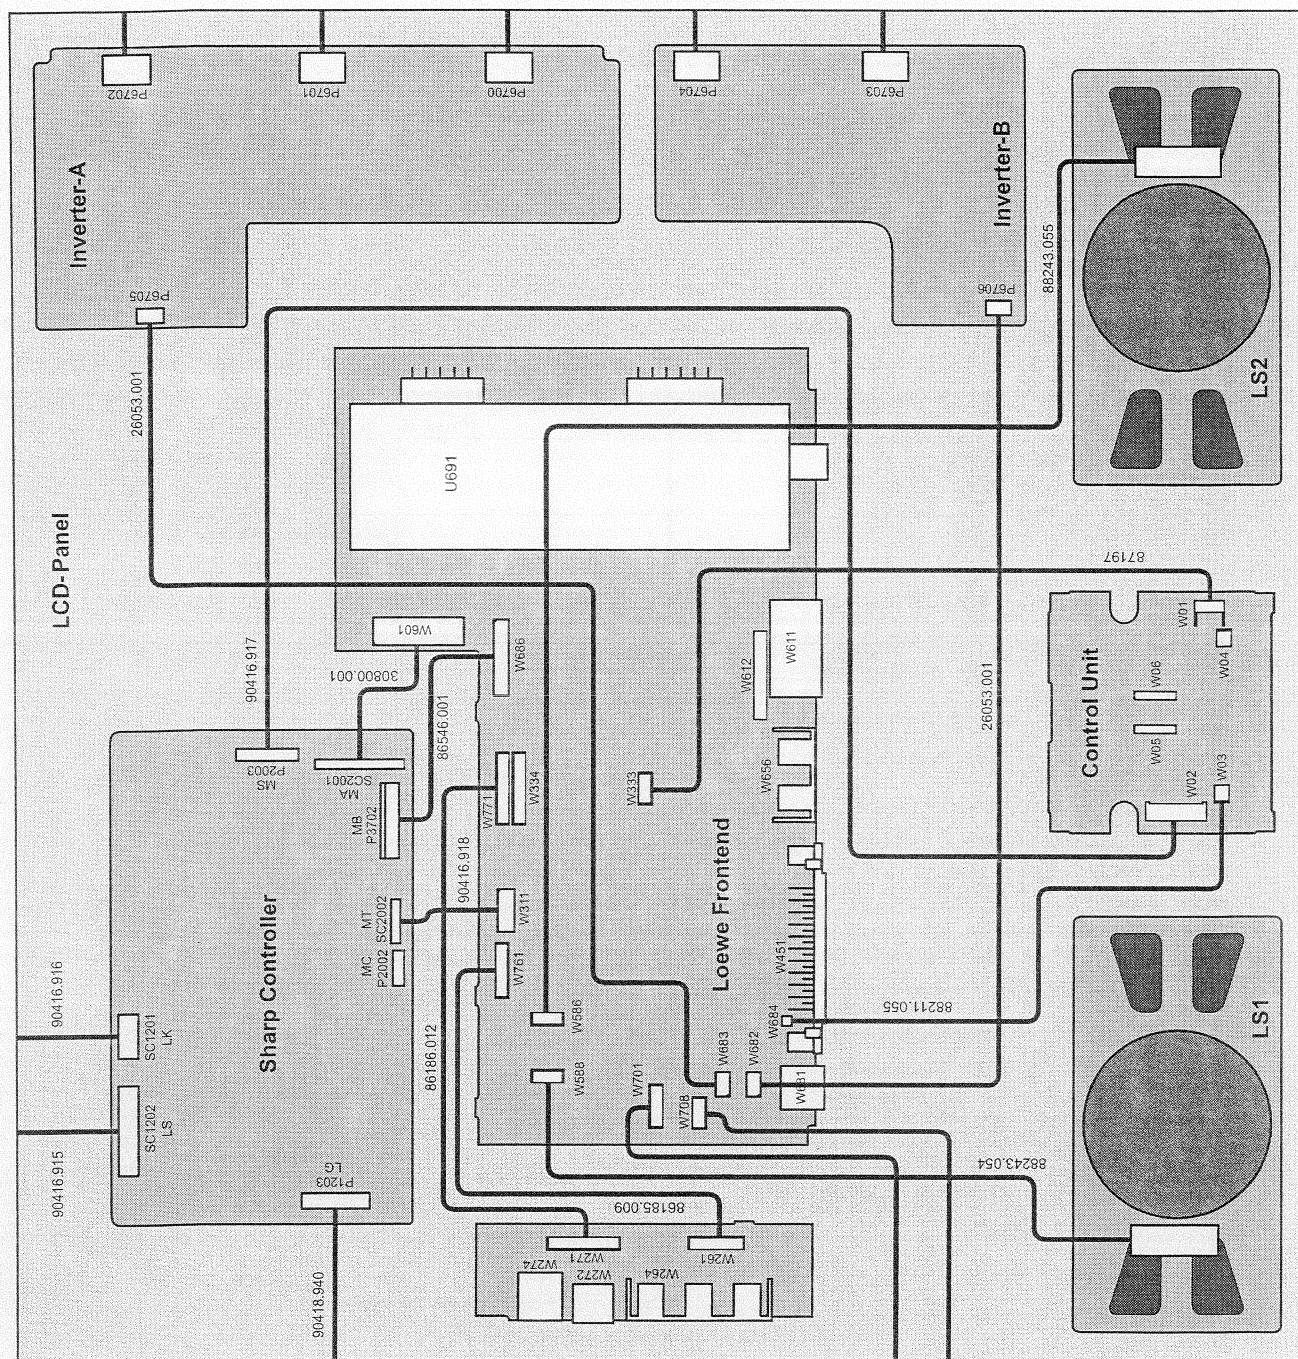 P6702
P6701
P6700
P6704
P6703
Inverter-A
Inverter-B
P6705
P6706
88243.055
LS2
26053.001
U691
LCD-Panel
87197
90416.917
30800.001
W601
W686
86546.001
W612
W611
W01
W04
W06
W05
Control Unit
W02
W03
26053.001
MS
P2003
MA
SC2001
MB
P3702
W771
W334
W333
W656
90416.918
MT
SC2002
MC
P2002
W311
W761
Sharp Controller
Loewe Frontend
W451
90416.916
SC1201
LK
W586
W684
88211.055
LS1
86186.012
W588
W683
W682
W701
W708
W681
SC1202
LS
90416.915
LG
P1203
88243.054
86185.009
W271
W261
W274
W272
W264
90418.940